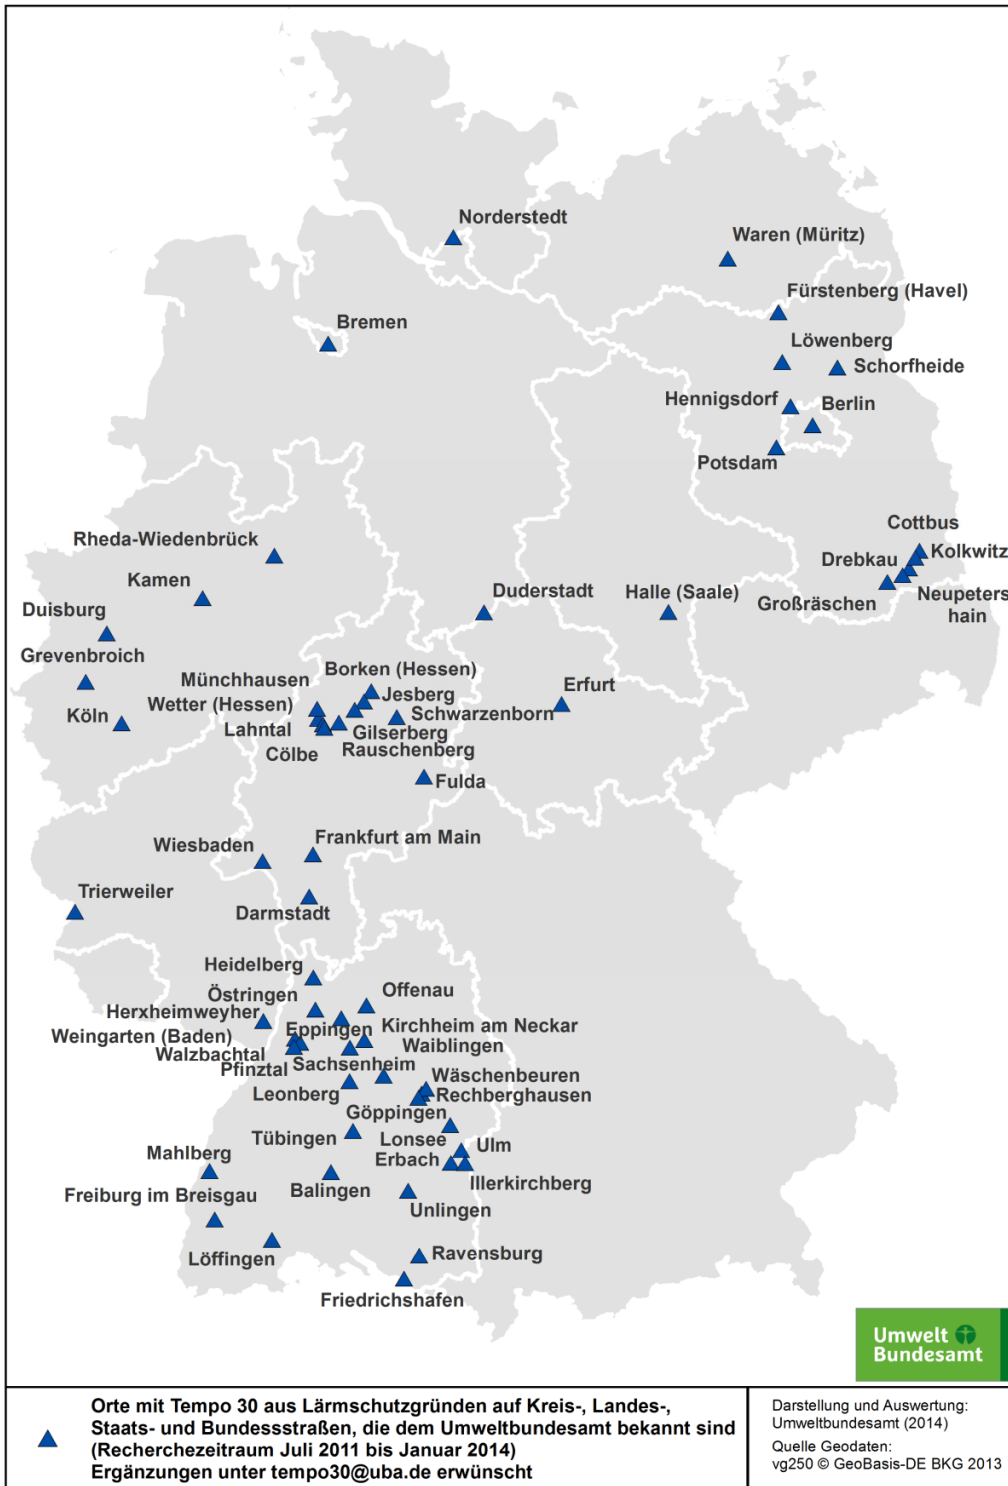 Norderstedt
Waren (Müritz)
Fürstenberg (Havel)
Bremen
Löwenberg
Schorfheide
Hennigsdorf
Berlin
Potsdam
Cottbus
Rheda-Wiedenbrück
Kolkwitz
Drebkau
Kamen
Duderstadt
Halle (Saale)
Großräschen
Neupeters
hain
Duisburg
Grevenbroich
Münchhausen
Borken (Hessen)
Erfurt
Wetter (Hessen)
Jesberg
Köln
Schwarzenborn
Lahntal
Gilserberg
Cölbe
Rauschenberg
Fulda
Wiesbaden
Frankfurt am Main
Trierweiler
Darmstadt
Heidelberg
Östringen
Offenau
Herxheimweyher
Eppingen
Kirchheim am Neckar
Weingarten (Baden)
Waiblingen
Walzbachtal
Pfinztal
Sachsenheim
Wäschenbeuren
Leonberg
Rechberghausen
Göppingen
Tübingen
Lonsee
Ulm
Mahlberg
Erbach
Illerkirchberg
Freiburg im Breisgau
Balingen
Unlingen
Löffingen
Ravensburg
Friedrichshafen
Umwelt
Bundesamt
Orte mit Tempo 30 aus Lärmschutzgründen auf Kreis-, Landes-,
Staats- und Bundessstraßen, die dem Umweltbundesamt bekannt sind
(Recherchezeitraum Juli 2011 bis Januar 2014)
Ergänzungen unter tempo30@uba.de erwünscht
Darstellung und Auswertung:
Umweltbundesamt (2014)
Quelle Geodaten:
vg250 © GeoBasis-DE BKG 2013